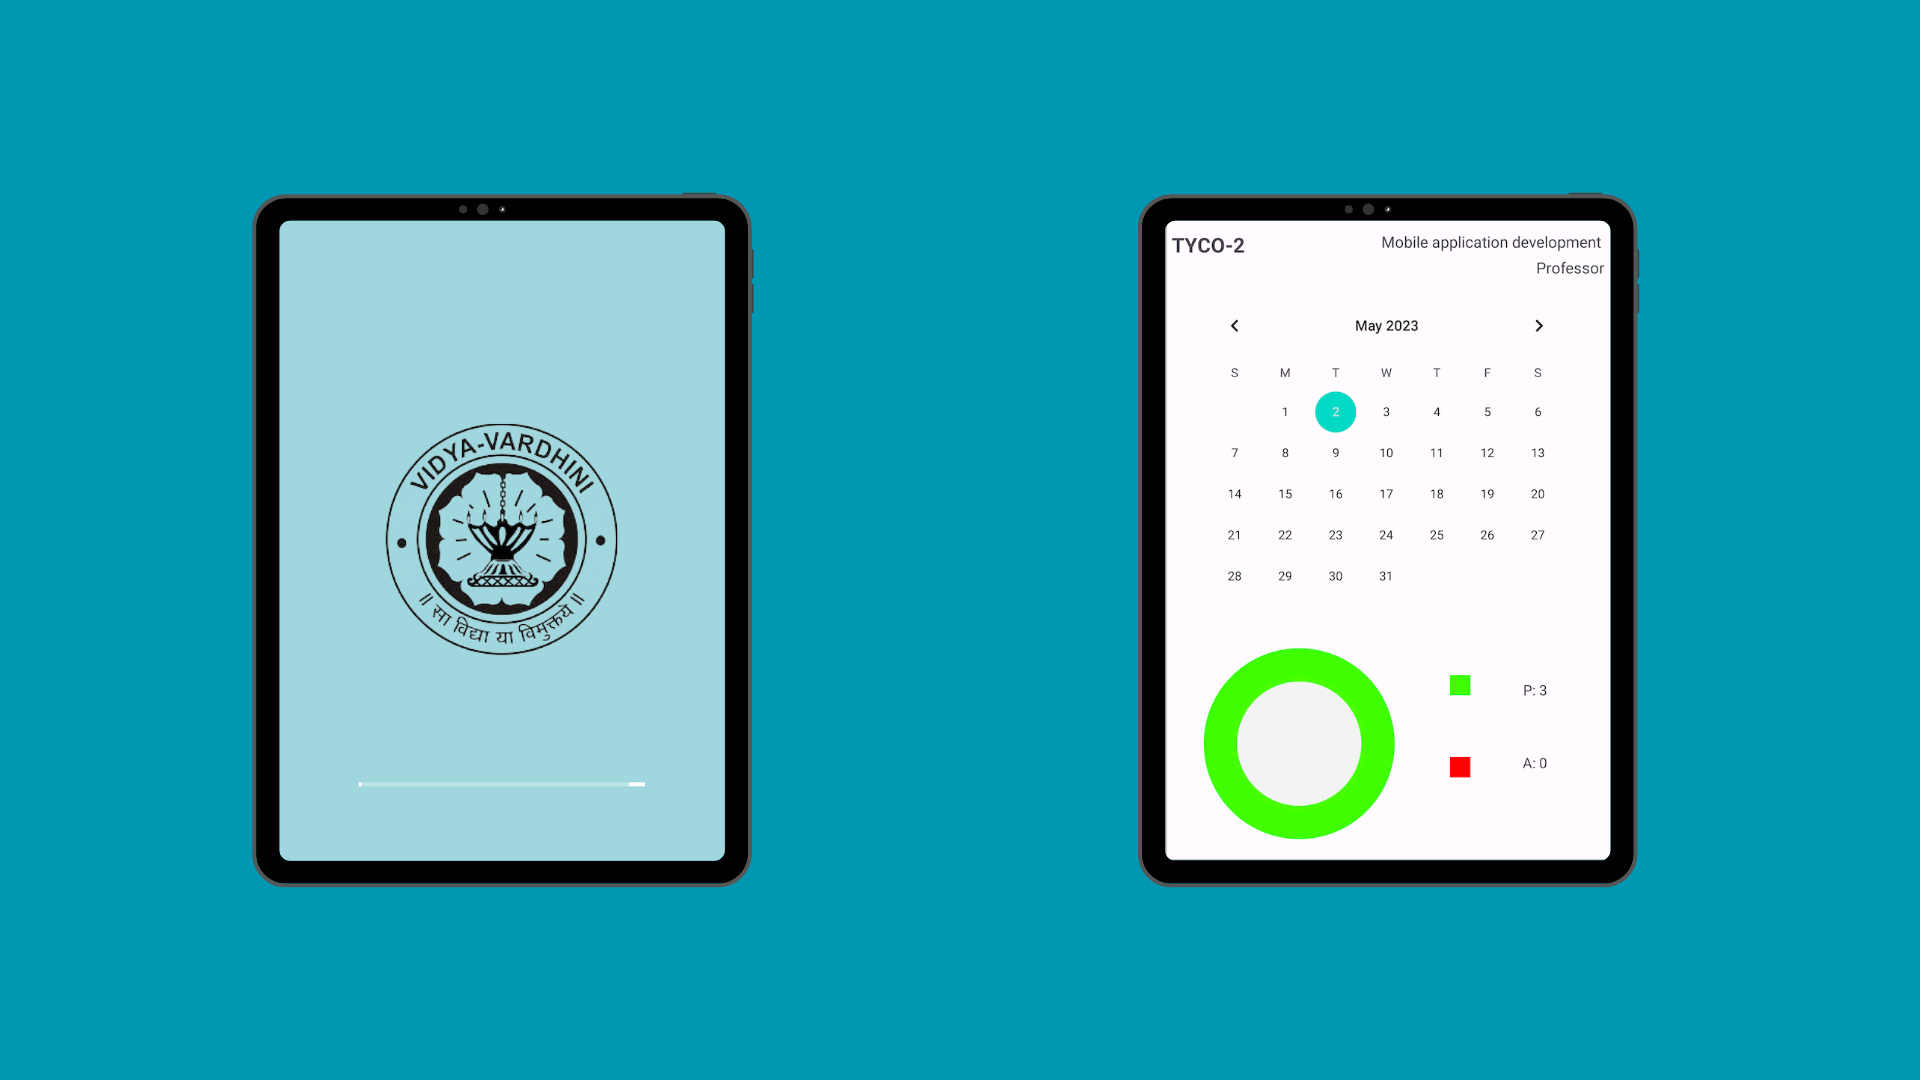 VIDYA-VARDHINI
॥ सा विद्या या विमुक्तये ॥
TYCO-2
Mobile application development
Professor
May 2023
S M T W T F S
1 2 3 4 5 6
7 8 9 10 11 12 13
14 15 16 17 18 19 20
21 22 23 24 25 26 27
28 29 30 31
P: 3
A: 0